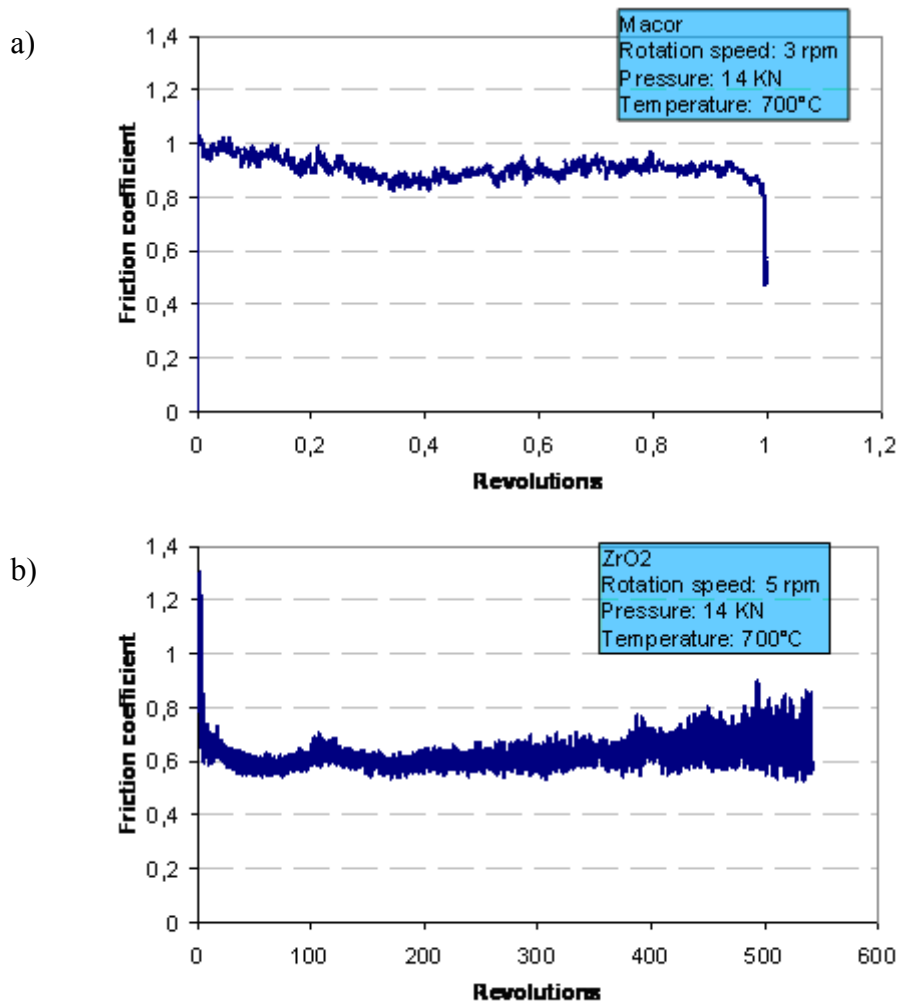 a)
Macor
Rotation speed: 3 rpm
Pressure: 14 KN
Temperature: 700°C
Friction coefficient
1,4
1,2
1
0,8
0,6
0,4
0,2
0
0 0,2 0,4 0,6 0,8 1 1,2
Revolutions
b)
ZrO2
Rotation speed: 5 rpm
Pressure: 14 KN
Temperature: 700°C
Friction coefficient
1,4
1,2
1
0,8
0,6
0,4
0,2
0
0 100 200 300 400 500 600
Revolutions